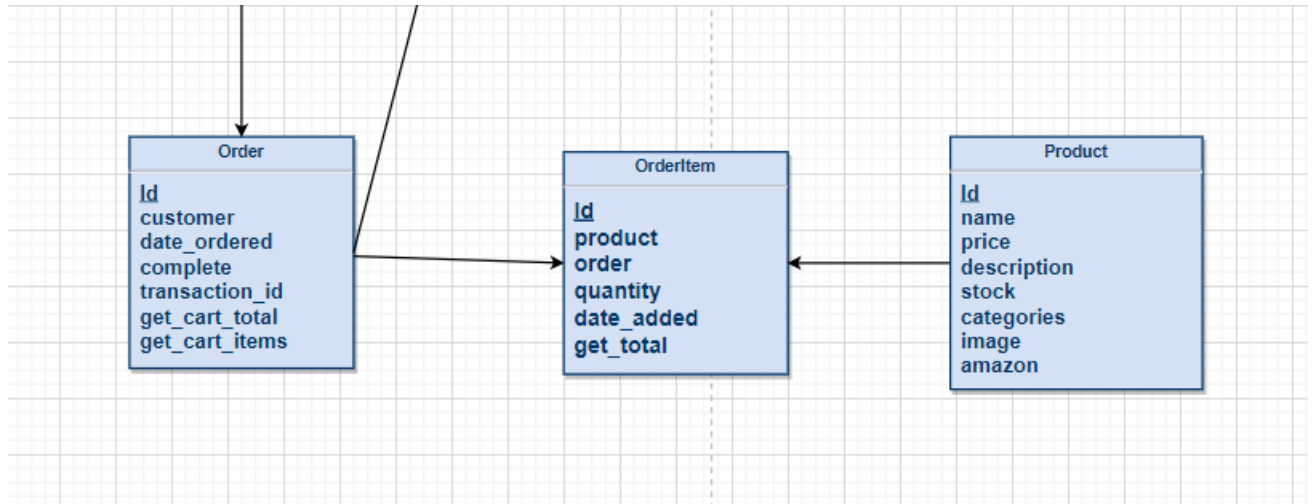 Order
Id
customer
date_ordered
complete
transaction_id
get_cart_total
get_cart_items
OrderItem
Id
product
order
quantity
date_added
get_total
Product
Id
name
price
description
stock
categories
image
amazon